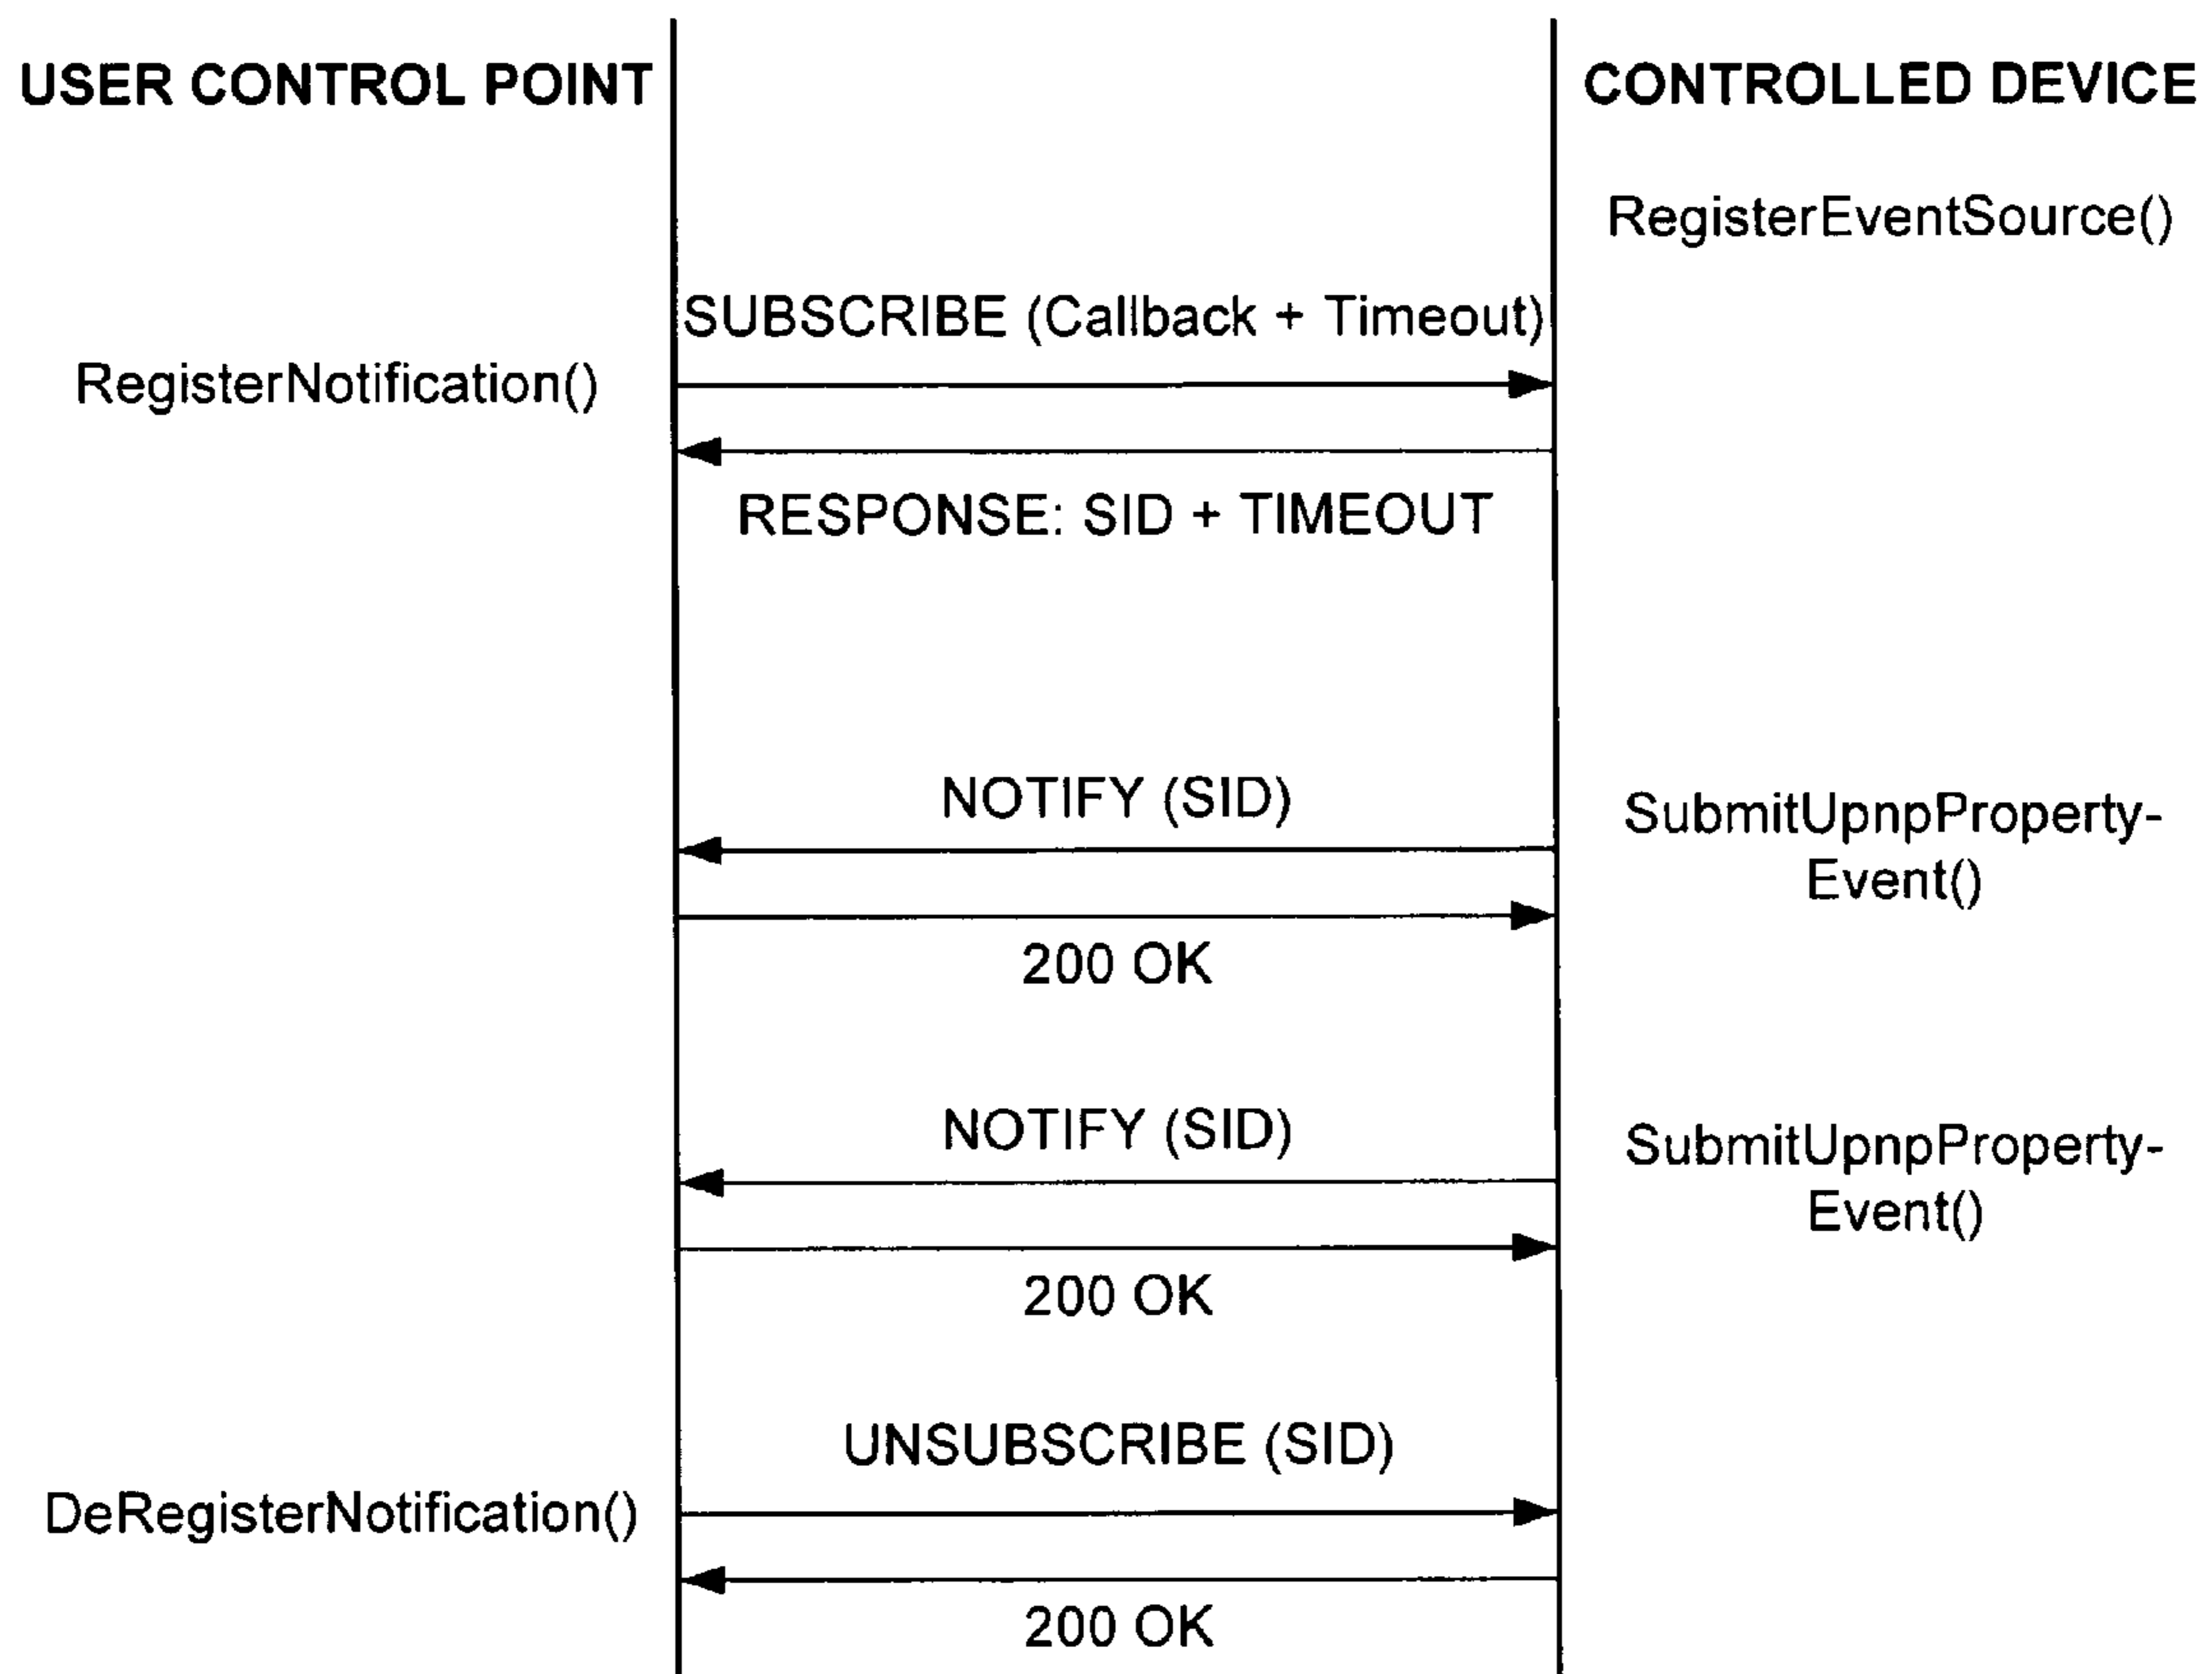 USER CONTROL POINT
CONTROLLED DEVICE
RegisterEventSource()
SUBSCRIBE (Callback + Timeout)
RegisterNotification()
RESPONSE: SID + TIMEOUT
NOTIFY (SID)
SubmitUpnpProperty-
Event()
200 OK
NOTIFY (SID)
SubmitUpnpProperty-
Event()
200 OK
UNSUBSCRIBE (SID)
DeRegisterNotification()
200 OK